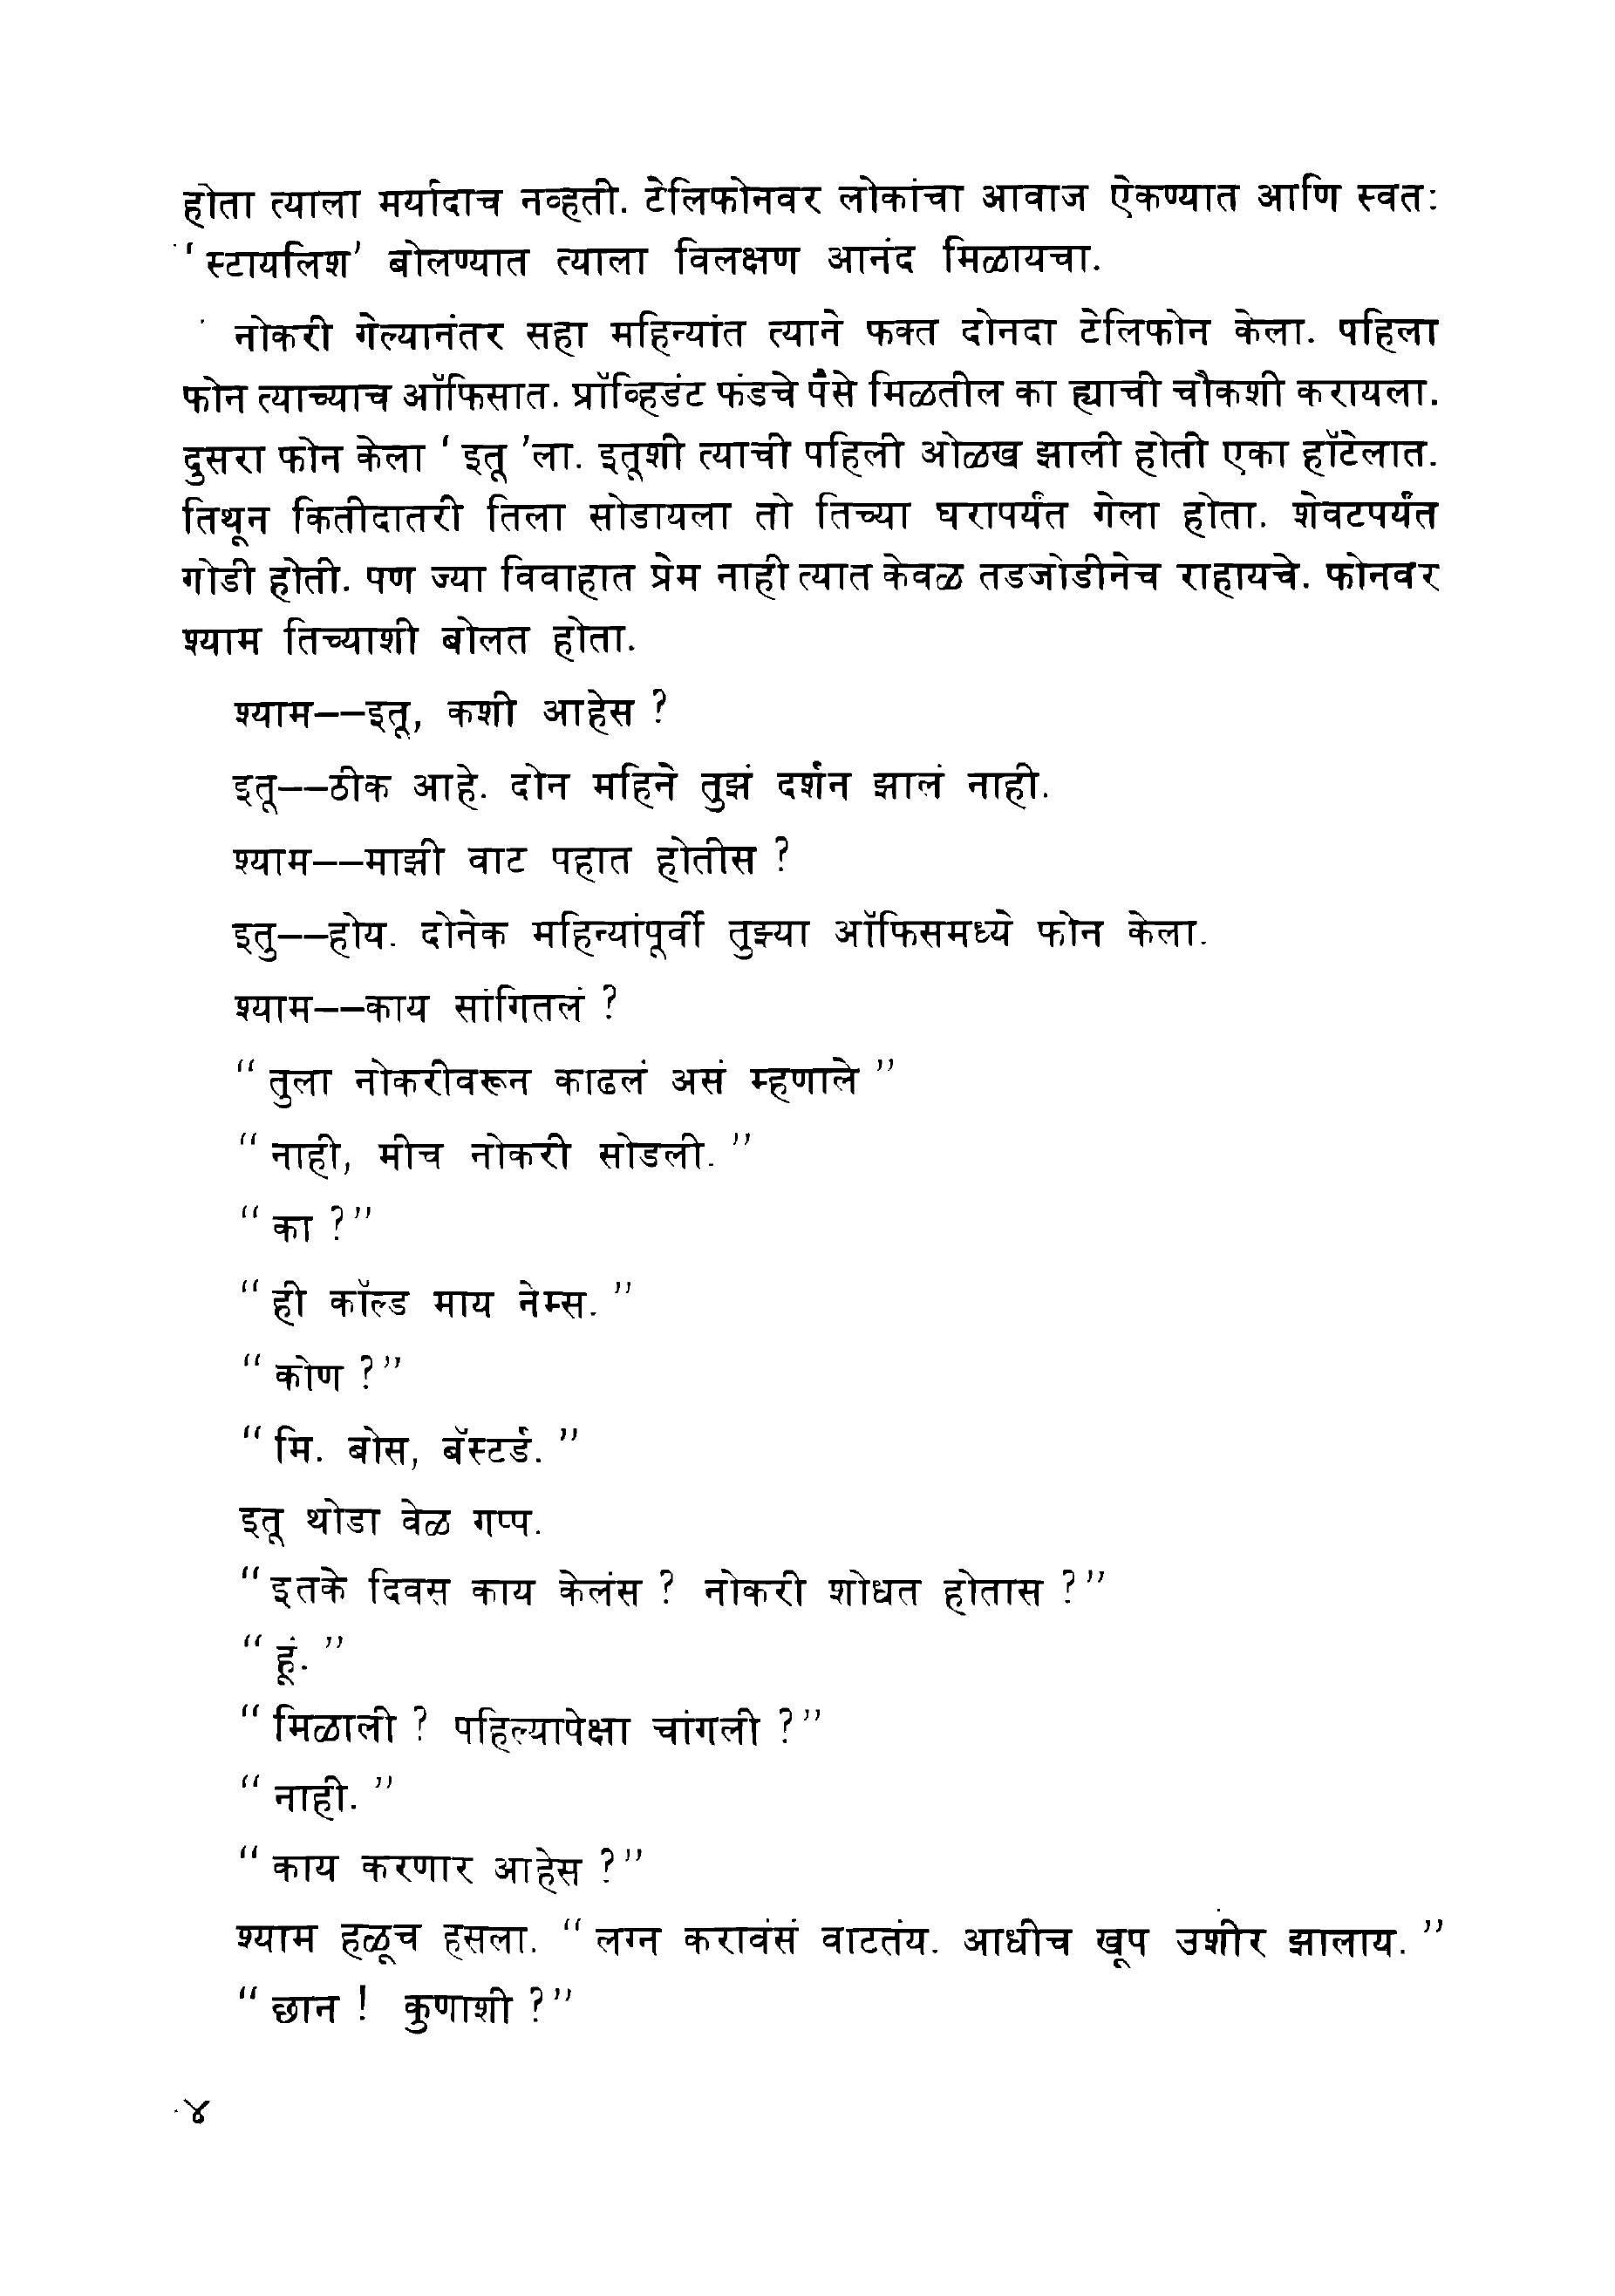 होता त्याला मर्यादाच नव्हती. टेलिफोनवर लोकांचा आवाज ऐकण्यात आणि स्वतः
‘ स्टायलिश’ बोलण्यात त्याला विलक्षण आनंद मिळायचा.
नोकरी गेल्यानंतर सहा महिन्यांत त्याने फक्त दोनदा टेलिफोन केला. पहिला
फोन त्याच्याच ऑफिसात. प्रॉव्हिडंट फंडचे पैसे मिळतील का ह्याची चौकशी करायला.
दुसरा फोन केला ‘ इतू ’ला. इतूशी त्याची पहिली ओळख झाली होती एका हॉटेलात.
तिथून कितीदातरी तिला सोडायला तो तिच्या घरापर्यंत गेला होता. शेवटपर्यंत
गोडी होती. पण ज्या विवाहात प्रेम नाही त्यात केवळ तडजोडीनेच राहायचे. फोनवर
श्याम तिच्याशी बोलत होता.
श्याम——इतू, कशी आहेस ?
इतू——ठीक आहे. दोन महिने तुझं दर्शन झालं नाही.
श्याम——माझी वाट पहात होतीस ?
इतु——होय. दोनेक महिन्यांपूर्वी तुझ्या ऑफिसमध्ये फोन केला.
श्याम——काय सांगितलं ?
“ तुला नोकरीवरून काढलं असं म्हणाले ”
“ नाही, मीच नोकरी सोडली. ”
“ का ?”
“ ही कॉल्ड माय नेम्स. ”
“ कोण ?”
“ मि. बोस, बॅस्टर्ड. ”
इतू थोडा वेळ गप्प.
“ इतके दिवस काय केलंस ? नोकरी शोधत होतास ?”
“ हूं. ”
“ मिळाली ? पहिल्यापेक्षा चांगली ?”
“ नाही. ”
“ काय करणार आहेस ?”
श्याम हळूच हसला. “ लग्न करावंसं वाटतंय. आधीच खूप उशीर झालाय. ”
“ छान ! कुणाशी ?”
४